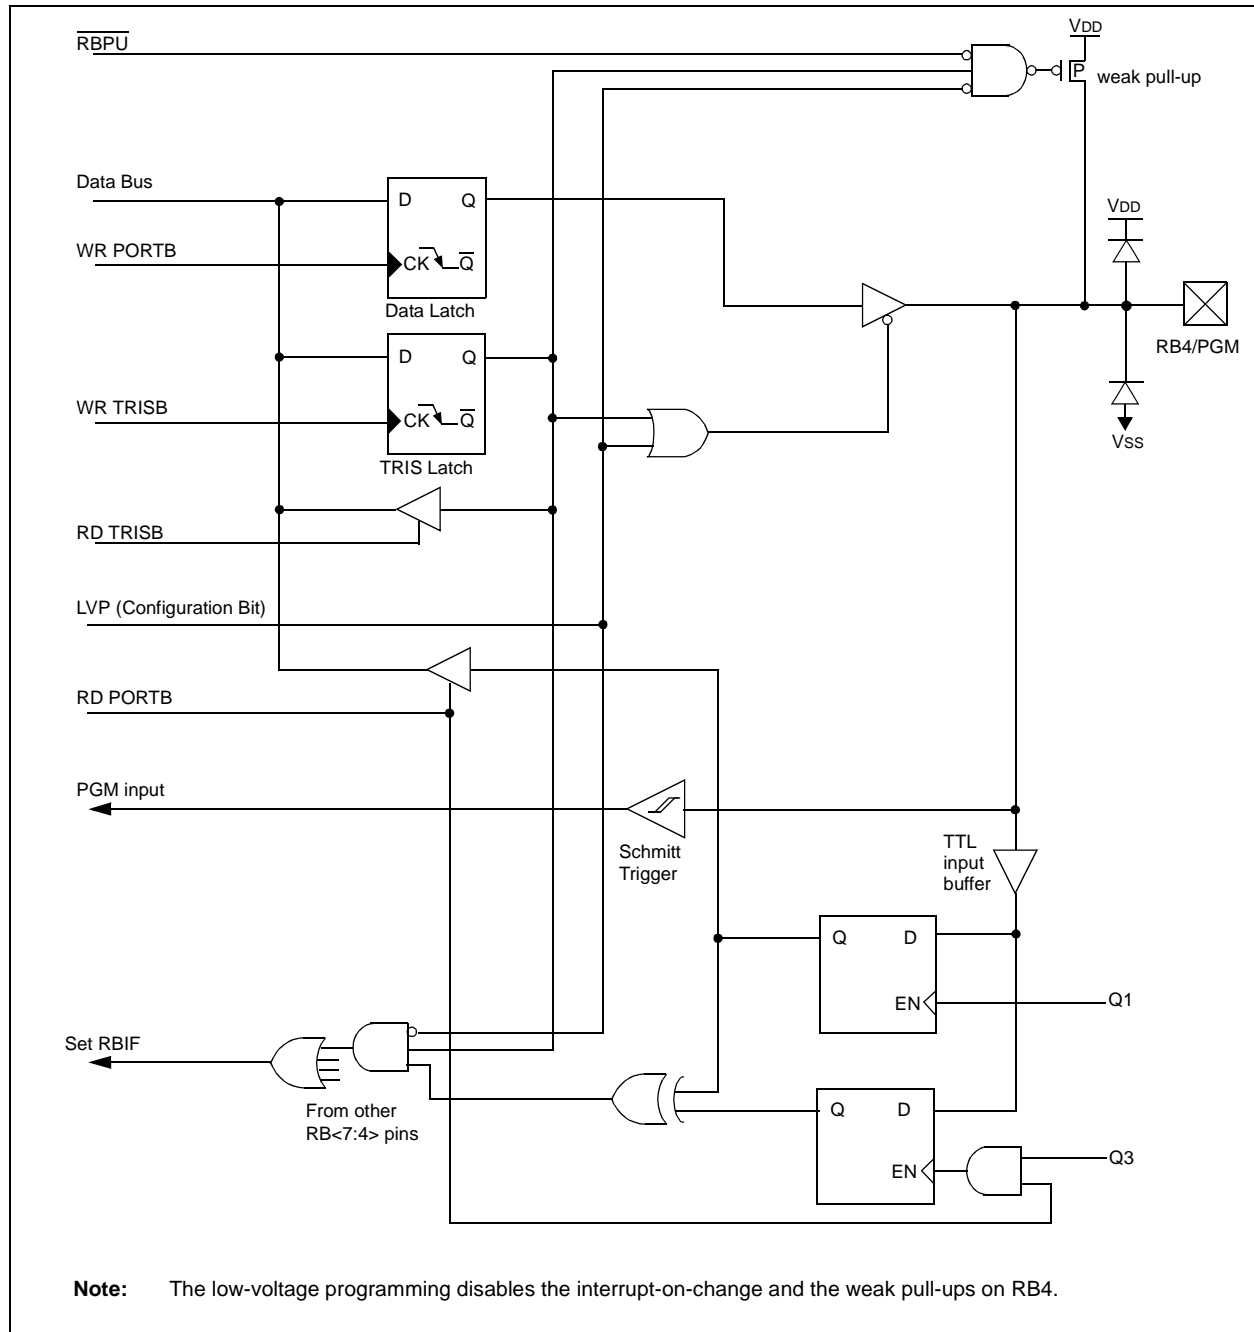 RBPU
VDD
P
weak pull-up
Data Bus
D Q
VDD
WR PORTB
CK Q
Data Latch
RB4/PGM
D Q
WR TRISB
CK Q
VSS
TRIS Latch
RD TRISB
LVP (Configuration Bit)
RD PORTB
PGM input
Schmitt
Trigger
TTL
input
buffer
Q D
EN
Q1
Set RBIF
From other
RB<7:4> pins
Q D
EN
Q3
Note: The low-voltage programming disables the interrupt-on-change and the weak pull-ups on RB4.